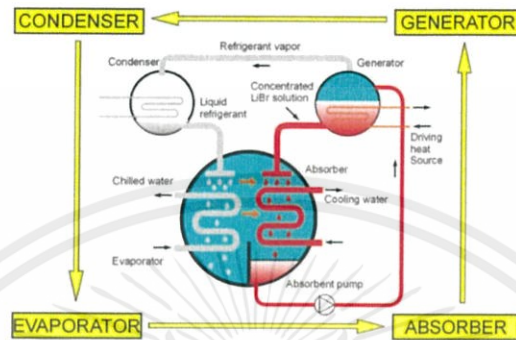 CONDENSER
GENERATOR
Refrigerant vapor
Condenser
Generator
Concentrated
LiBr solution
Liquid
refrigerant
Driving
heat
Source
Chilled water
Absorber
Cooling water
Evaporator
Absorbent pump
EVAPORATOR
ABSORBER